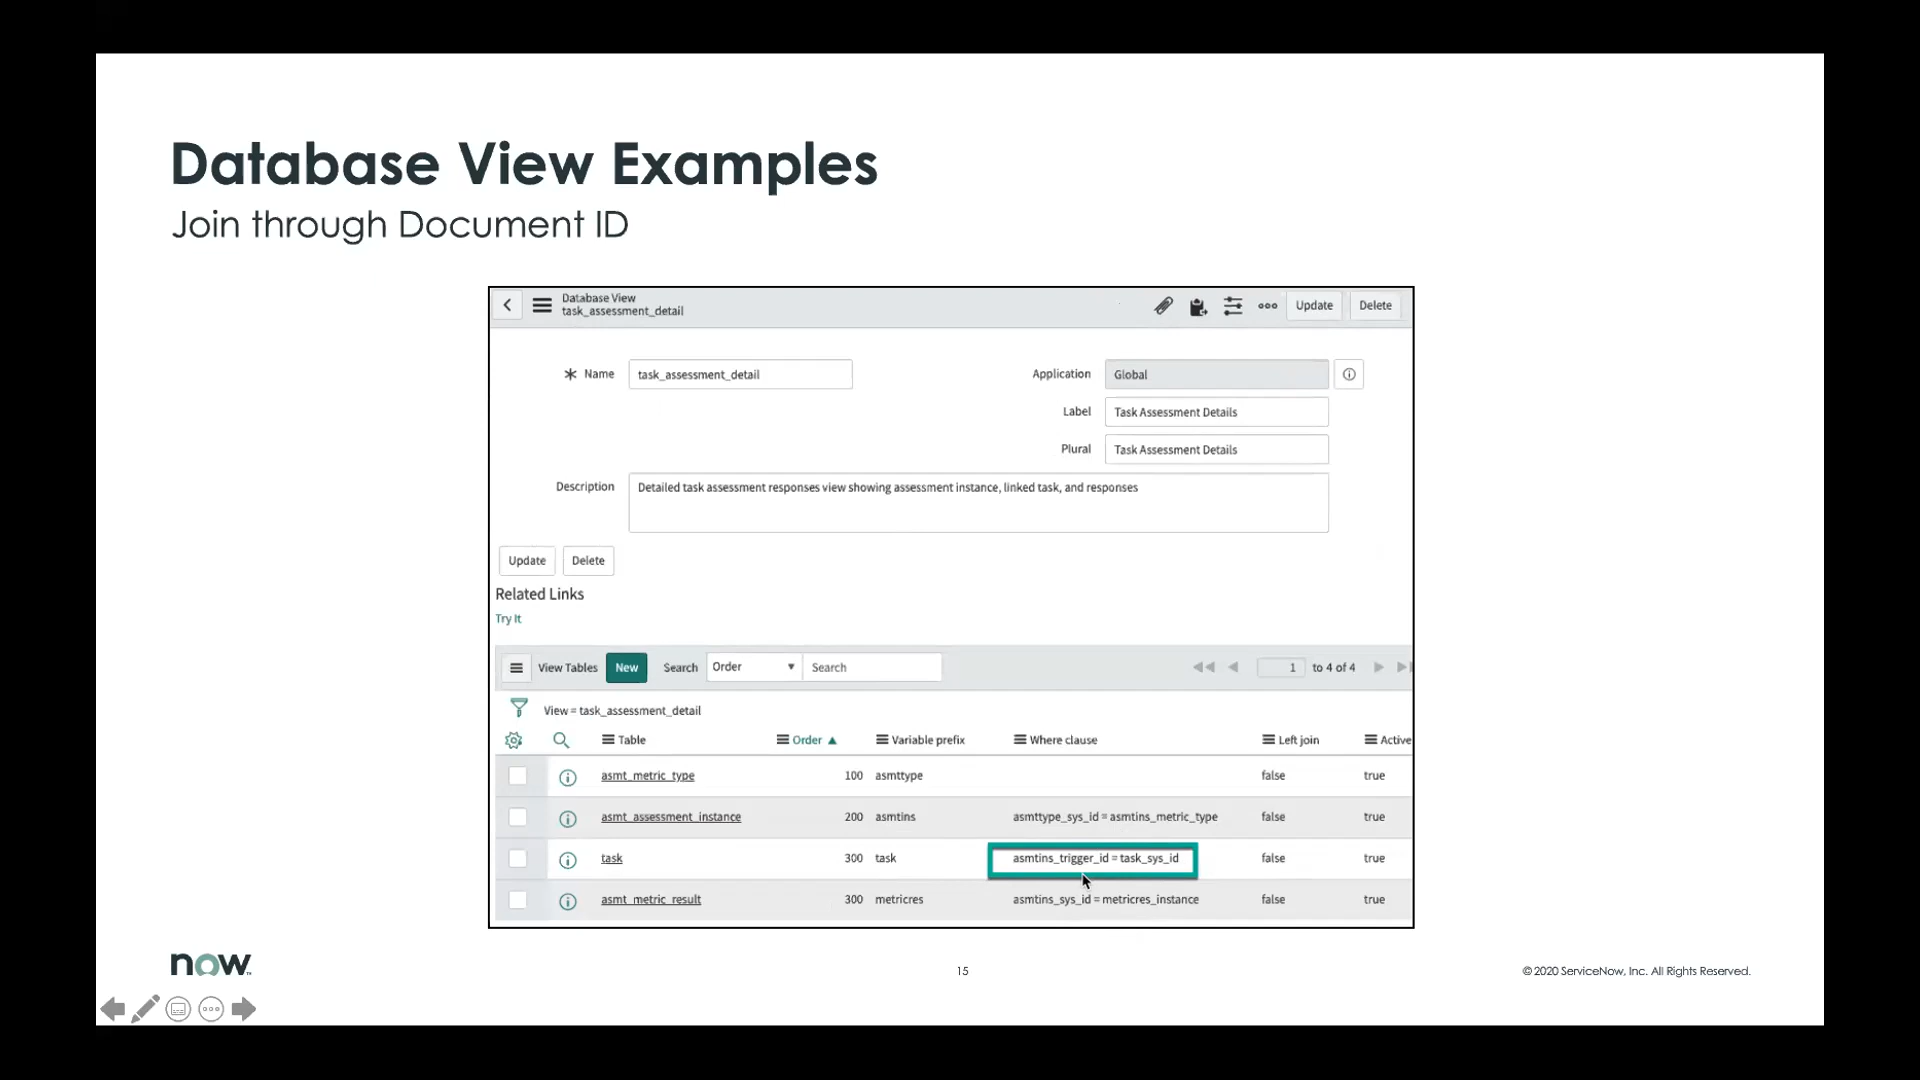 Database View Examples
Join through Document ID
Database View
task_assessment_detail
Update
Delete
Name task_assessment_detail
Application Global
Label Task Assessment Details
Plural Task Assessment Details
Description Detailed task assessment responses view showing assessment instance, linked task, and responses
Update Delete
Related Links
Try It
View Tables New Search Order Search 1 to 4 of 4
View = task_assessment_detail
Table Order Variable prefix Where clause Left join Active
asmt_metric_type 100 asmttype false true
asmt_assessment_instance 200 asmtins asmttype_sys_id = asmtins_metric_type false true
task 300 task asmtins_trigger_id = task_sys_id false true
asmt_metric_result 300 metricres asmtins_sys_id = metricres_instance false true
now
15
© 2020 ServiceNow, Inc. All Rights Reserved.